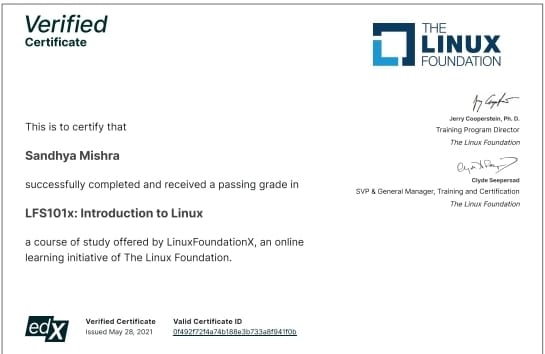 Verified
Certificate
THE
LINUX
FOUNDATION
Jerry Cooperstein, Ph. D.
Training Program Director
The Linux Foundation
Clyde Seepersad
SVP & General Manager, Training and Certification
The Linux Foundation
This is to certify that
Sandhya Mishra
successfully completed and received a passing grade in
LFS101x: Introduction to Linux
a course of study offered by LinuxFoundationX, an online
learning initiative of The Linux Foundation.
edX
Verified Certificate
Issued May 28, 2021
Valid Certificate ID
0f492f72f4a74b188e3b733a8f941f0b